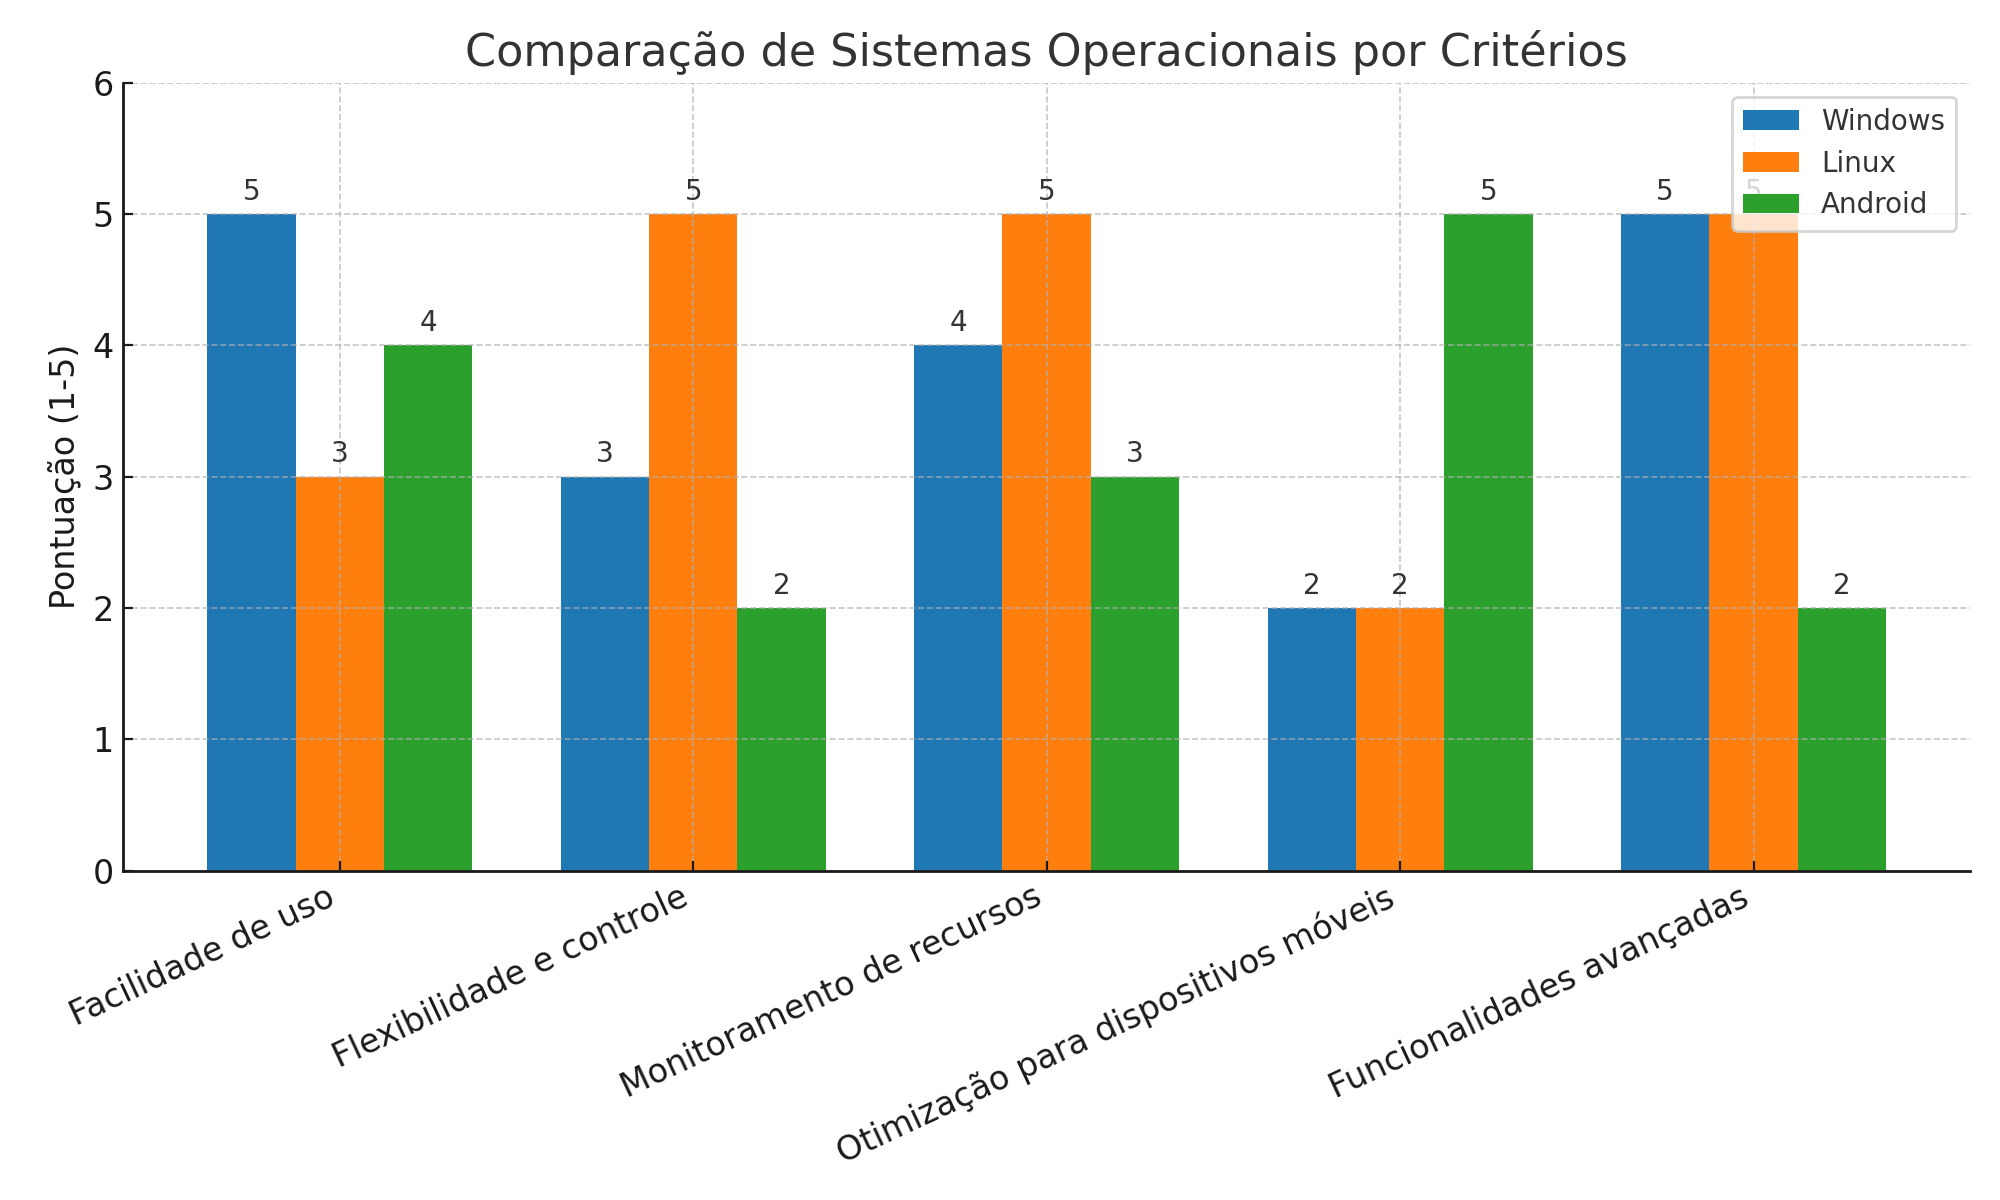 Comparação de Sistemas Operacionais por Critérios
Pontuação (1-5)
6
5
4
3
2
1
0
Windows
Linux
Android
5
3
4
3
5
2
4
5
3
2
2
5
5
5
2
Facilidade de uso
Flexibilidade e controle
Monitoramento de recursos
Otimização para dispositivos móveis
Funcionalidades avançadas